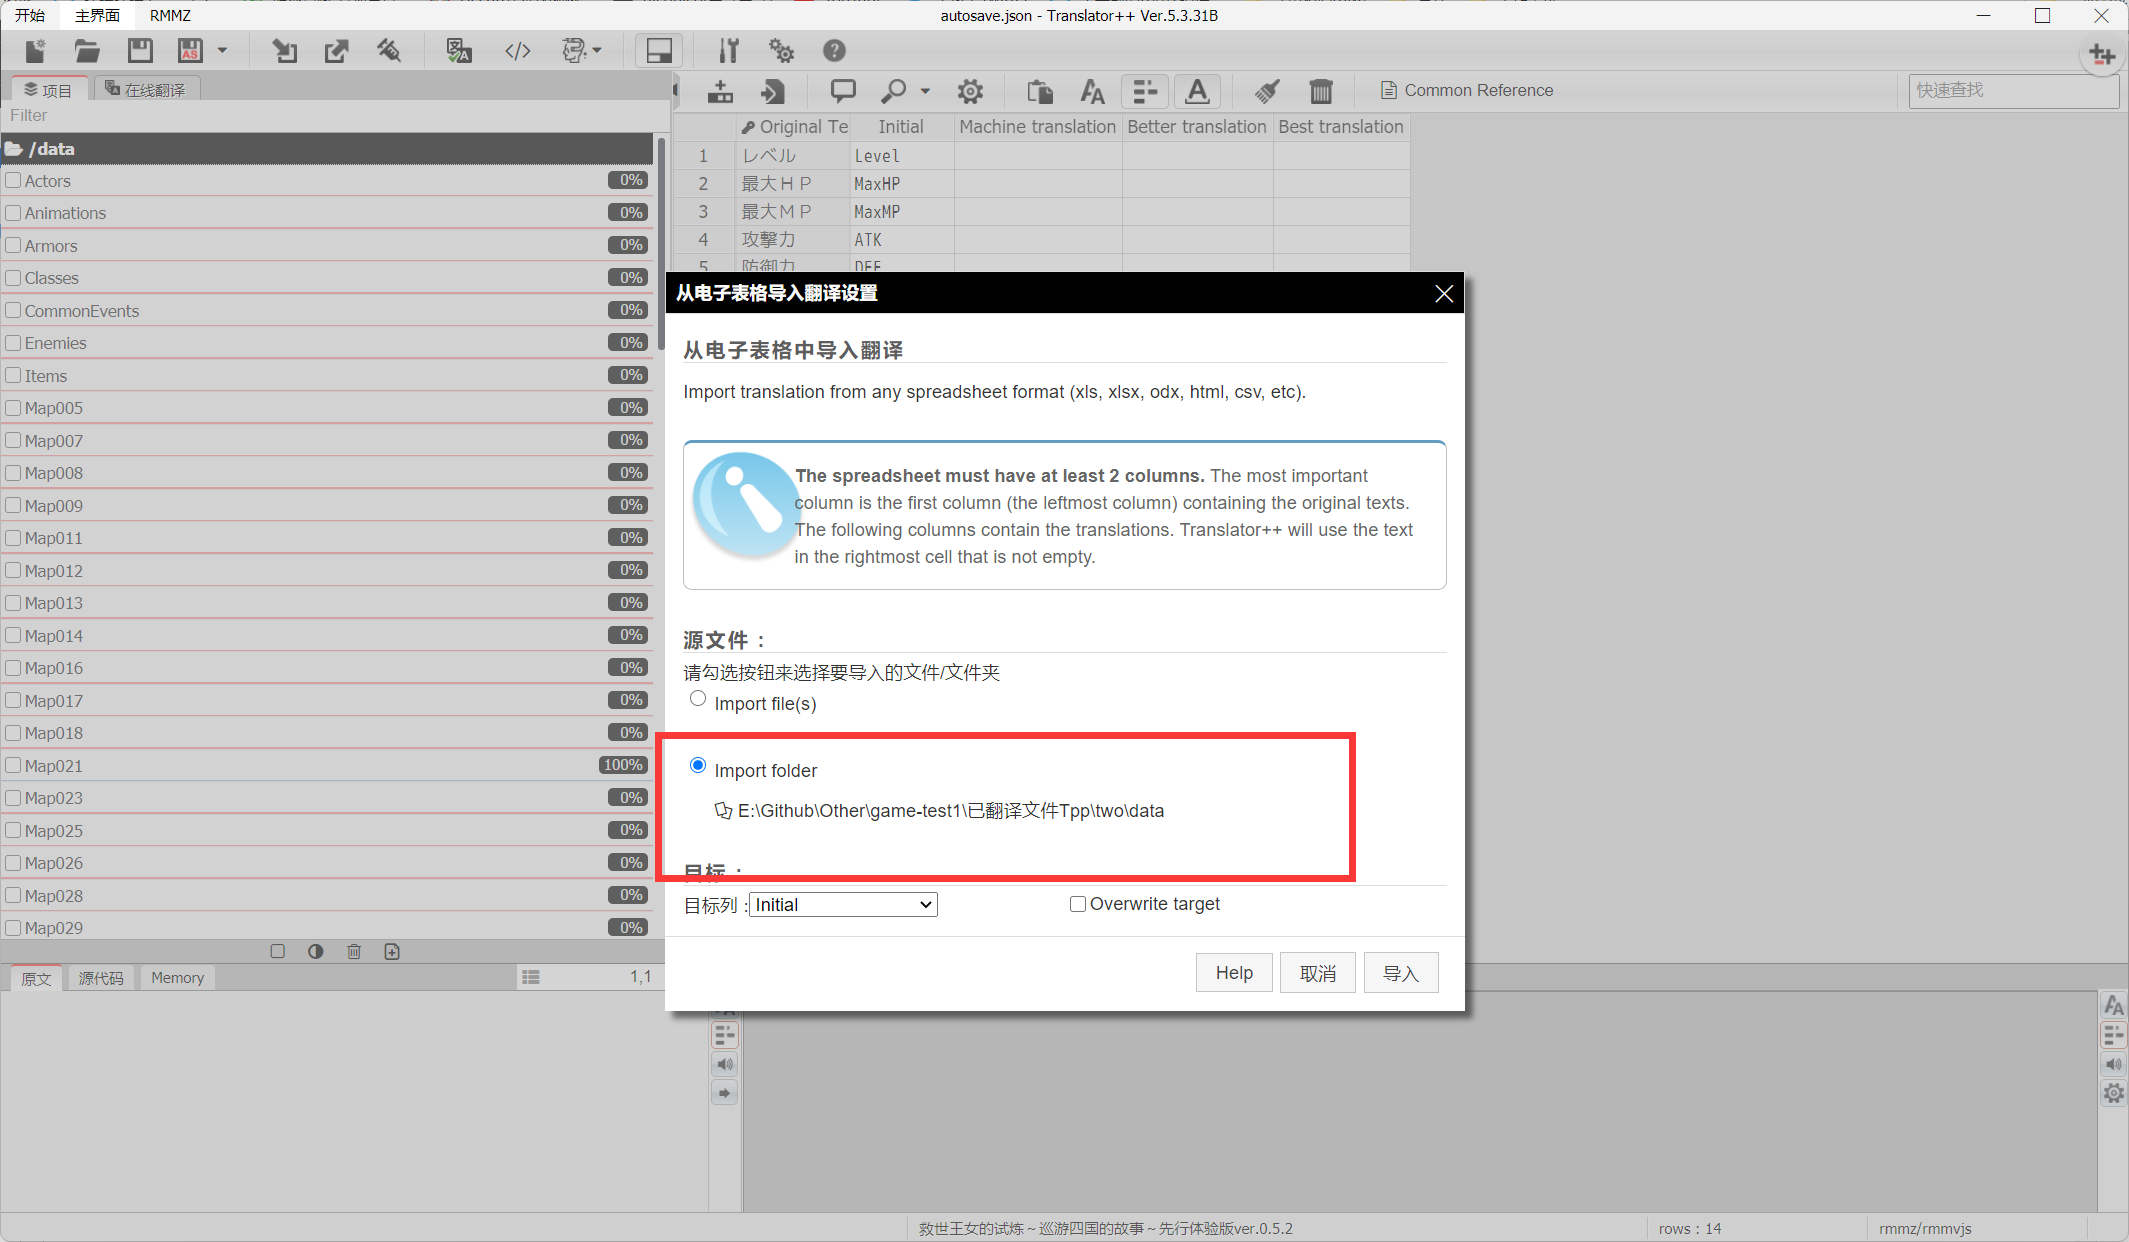 开始 主界面 RMMZ autosave.json - Translator++ Ver.5.3.31B
项目 在线翻译
Common Reference 快速查找
Filter
Original Te Initial Machine translation Better translation Best translation
/data
1 レベル Level
2 最大ＨＰ MaxHP
3 最大ＭＰ MaxMP
4 攻撃力 ATK
5 防御力 DEF
Actors 0%
Animations 0%
Armors 0%
Classes 0%
CommonEvents 0%
Enemies 0%
Items 0%
Map005 0%
Map007 0%
Map008 0%
Map009 0%
Map011 0%
Map012 0%
Map013 0%
Map014 0%
Map016 0%
Map017 0%
Map018 0%
Map021 100%
Map023 0%
Map025 0%
Map026 0%
Map028 0%
Map029 0%
从电子表格导入翻译设置
从电子表格中导入翻译
Import translation from any spreadsheet format (xls, xlsx, odx, html, csv, etc).
The spreadsheet must have at least 2 columns. The most important
column is the first column (the leftmost column) containing the original texts.
The following columns contain the translations. Translator++ will use the text
in the rightmost cell that is not empty.
源文件：
请勾选按钮来选择要导入的文件/文件夹
Import file(s)
Import folder
E:\Github\Other\game-test1\已翻译文件Tpp\two\data
目标：
目标列 : Initial Overwrite target
Help 取消 导入
原文 源代码 Memory 1,1
救世王女的试炼～巡游四国的故事～先行体验版ver.0.5.2 rows : 14 rmmz/rmmvjs